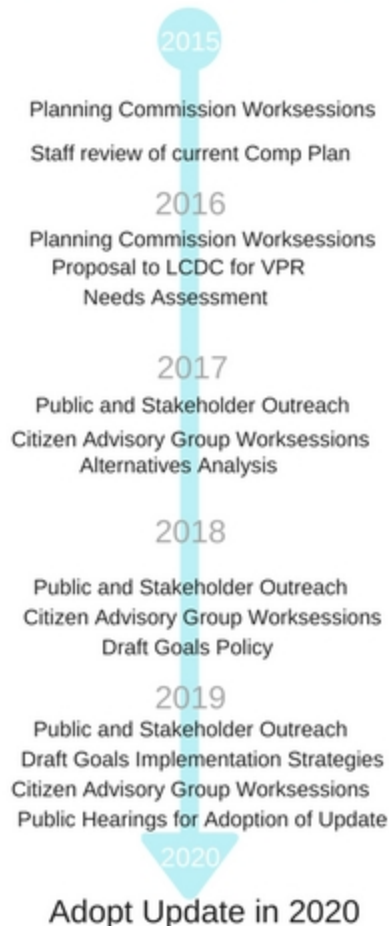 2015
Planning Commission Worksessions
Staff review of current Comp Plan
2016
Planning Commission Worksessions
Proposal to LCDC for VPR
Needs Assessment
2017
Public and Stakeholder Outreach
Citizen Advisory Group Worksessions
Alternatives Analysis
2018
Public and Stakeholder Outreach
Citizen Advisory Group Worksessions
Draft Goals Policy
2019
Public and Stakeholder Outreach
Draft Goals Implementation Strategies
Citizen Advisory Group Worksessions
Public Hearings for Adoption of Update
2020
Adopt Update in 2020